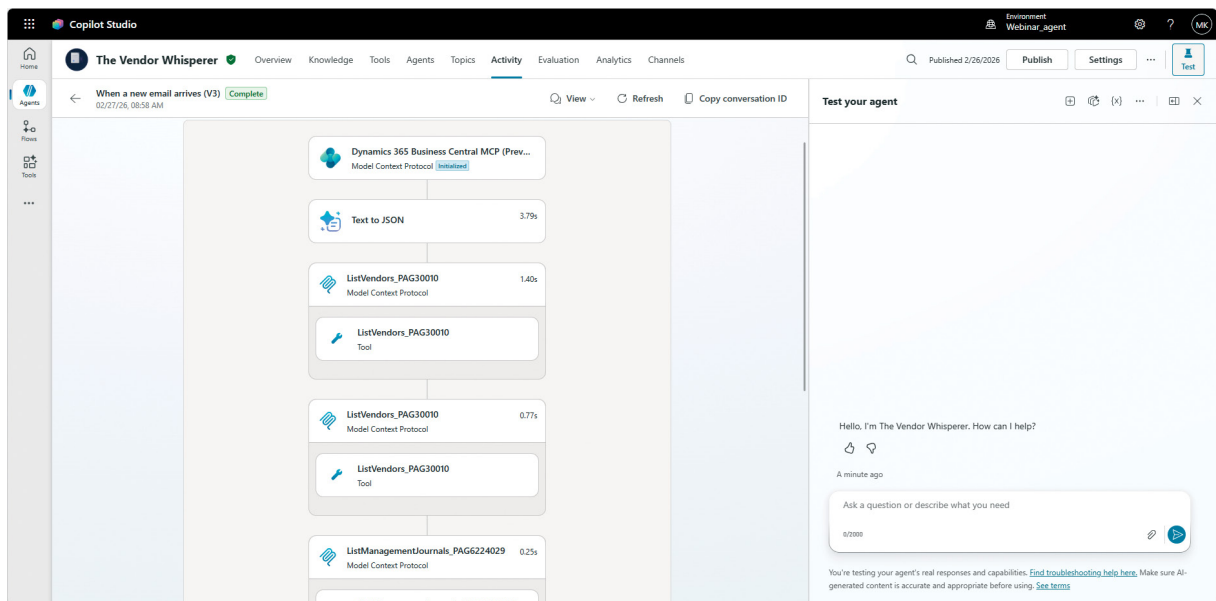 Copilot Studio
Environment
Webinar_agent
MK
Home
Agents
Flows
Tools
The Vendor Whisperer
Overview
Knowledge
Tools
Agents
Topics
Activity
Evaluation
Analytics
Channels
Published 2/26/2026
Publish
Settings
Test
When a new email arrives (V3) Complete
02/27/26, 08:58 AM
View
Refresh
Copy conversation ID
Dynamics 365 Business Central MCP (Prev...
Model Context Protocol Initialized
Text to JSON
3.79s
ListVendors_PAG30010
1.40s
Model Context Protocol
ListVendors_PAG30010
Tool
ListVendors_PAG30010
0.77s
Model Context Protocol
ListVendors_PAG30010
Tool
ListManagementJournals_PAG6224029
0.25s
Model Context Protocol
Test your agent
{x}
Hello, I'm The Vendor Whisperer. How can I help?
A minute ago
Ask a question or describe what you need
0/2000
You're testing your agent's real responses and capabilities. Find troubleshooting help here. Make sure AI-
generated content is accurate and appropriate before using. See terms